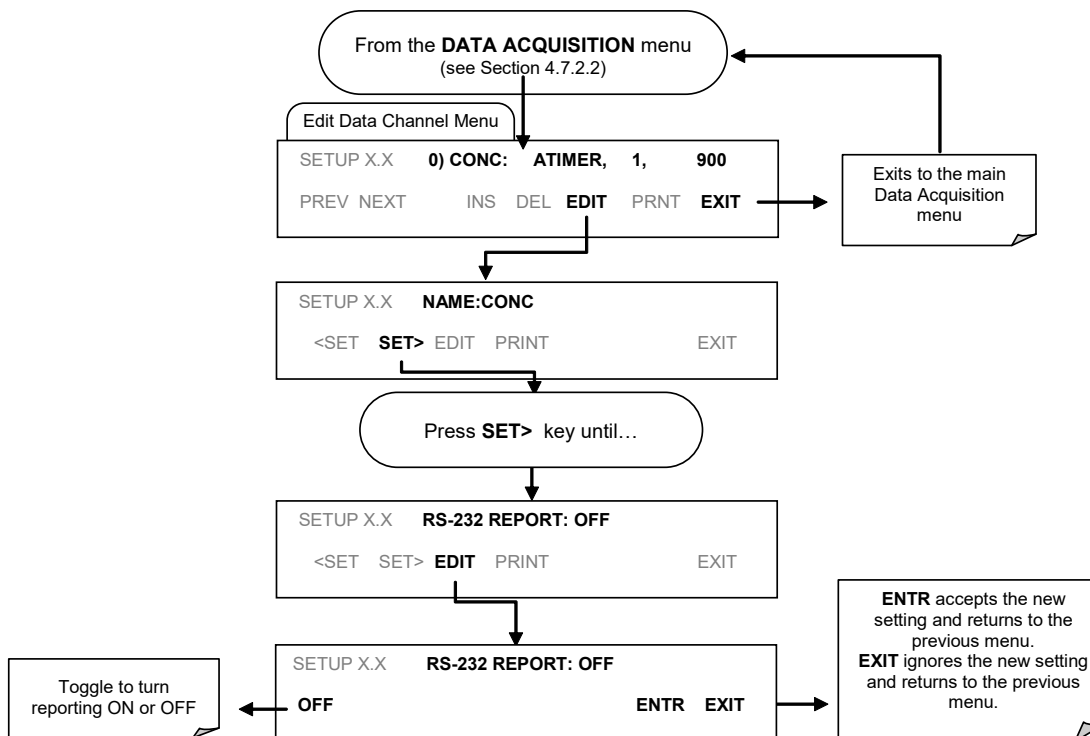 From the DATA ACQUISITION menu
(see Section 4.7.2.2)
Edit Data Channel Menu
SETUP X.X 0) CONC: ATIMER, 1, 900
PREV NEXT INS DEL EDIT PRNT EXIT
Exits to the main
Data Acquisition
menu
SETUP X.X NAME:CONC
<SET SET> EDIT PRINT EXIT
Press SET> key until…
SETUP X.X RS-232 REPORT: OFF
<SET SET> EDIT PRINT EXIT
SETUP X.X RS-232 REPORT: OFF
OFF ENTR EXIT
Toggle to turn
reporting ON or OFF
ENTR accepts the new
setting and returns to the
previous menu.
EXIT ignores the new setting
and returns to the previous
menu.